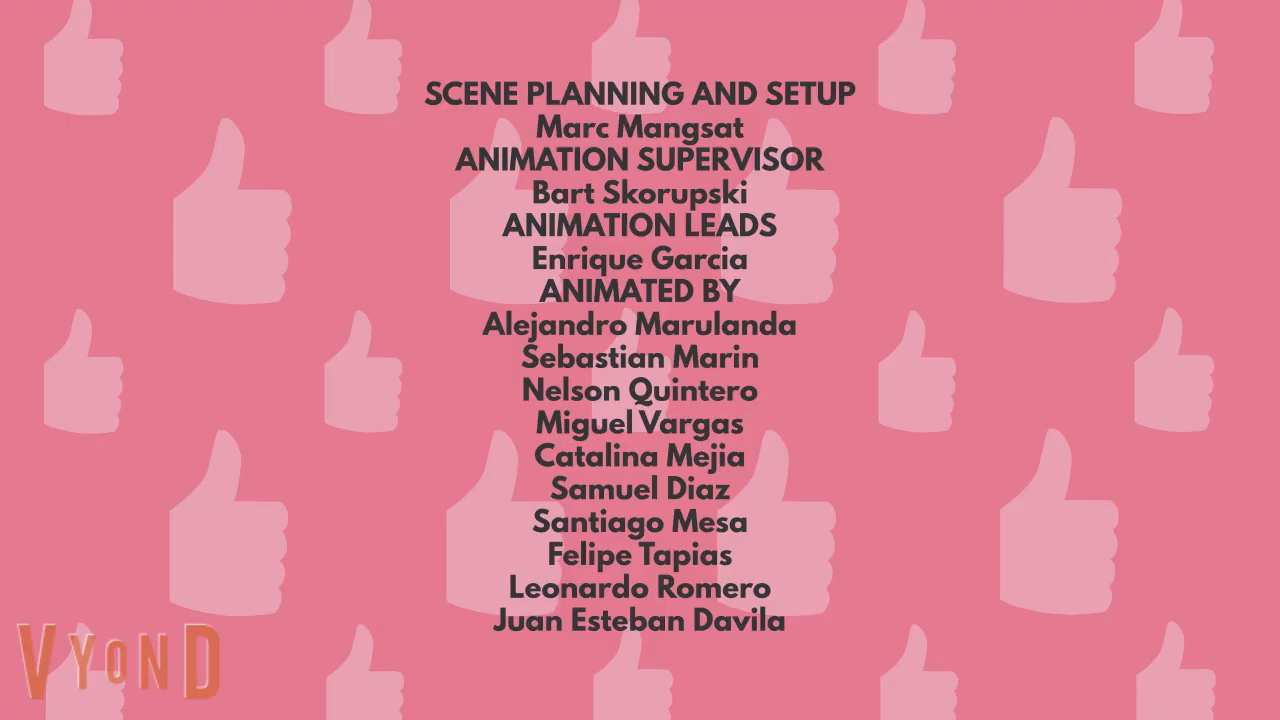 SCENE PLANNING AND SETUP
Marc Mangsat
ANIMATION SUPERVISOR
Bart Skorupski
ANIMATION LEADS
Enrique Garcia
ANIMATED BY
Alejandro Marulanda
Sebastian Marin
Nelson Quintero
Miguel Vargas
Catalina Mejia
Samuel Diaz
Santiago Mesa
Felipe Tapias
Leonardo Romero
Juan Esteban Davila
VYOND